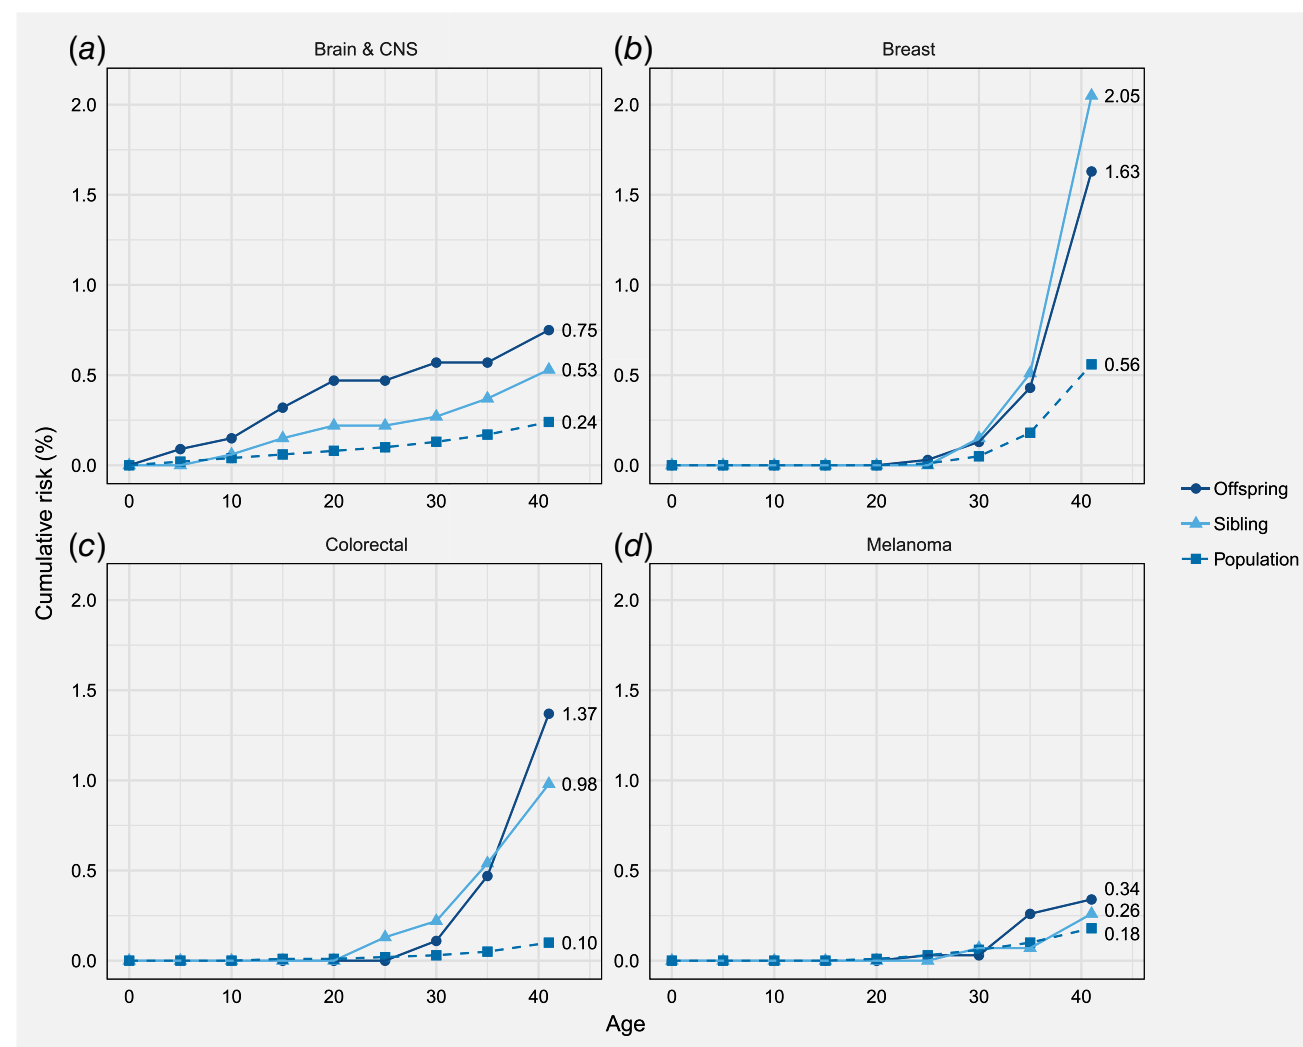 (a) Brain & CNS
2.0
1.5
1.0
0.5
0.0
0.75
0.53
0.24
0 10 20 30 40
(b) Breast
2.0
1.5
1.0
0.5
0.0
2.05
1.63
0.56
0 10 20 30 40
(c) Colorectal
2.0
1.5
1.0
0.5
0.0
1.37
0.98
0.10
0 10 20 30 40
(d) Melanoma
2.0
1.5
1.0
0.5
0.0
0.34
0.26
0.18
0 10 20 30 40
Cumulative risk (%)
Age
Offspring
Sibling
Population